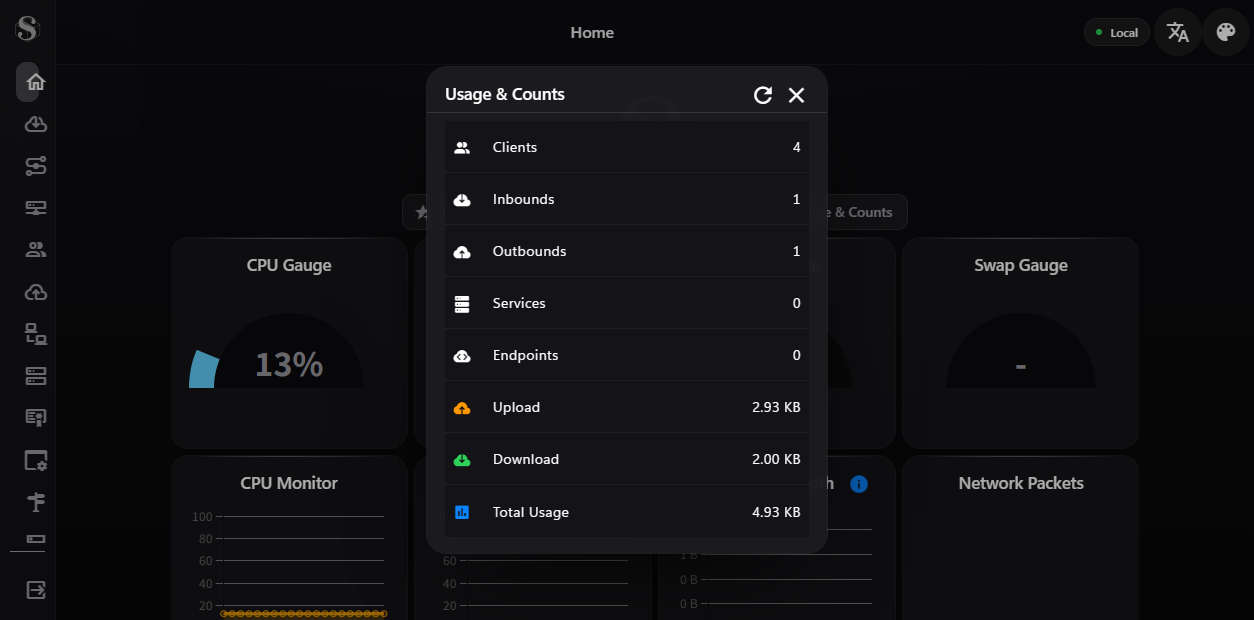 Home
Local
Usage & Counts
Clients 4
Inbounds 1
Outbounds 1
Services 0
Endpoints 0
Upload 2.93 KB
Download 2.00 KB
Total Usage 4.93 KB
& Counts
CPU Gauge
13%
Swap Gauge
-
CPU Monitor
100
80
60
40
20
60
40
20
1 B
0 B
0 B
Network Packets